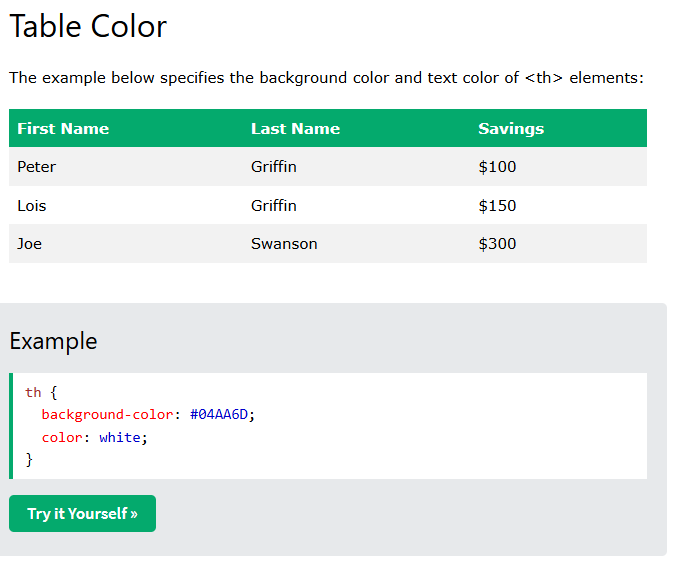 Table Color
The example below specifies the background color and text color of <th> elements:
First Name Last Name Savings
Peter Griffin $100
Lois Griffin $150
Joe Swanson $300
Example
th {
  background-color: #04AA6D;
  color: white;
}
Try it Yourself »